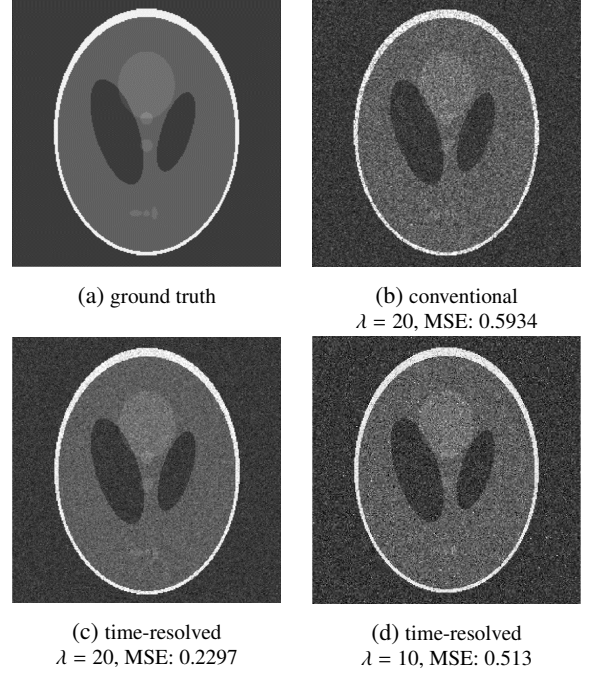 (a) ground truth
(b) conventional
λ = 20, MSE: 0.5934
(c) time-resolved
λ = 20, MSE: 0.2297
(d) time-resolved
λ = 10, MSE: 0.513